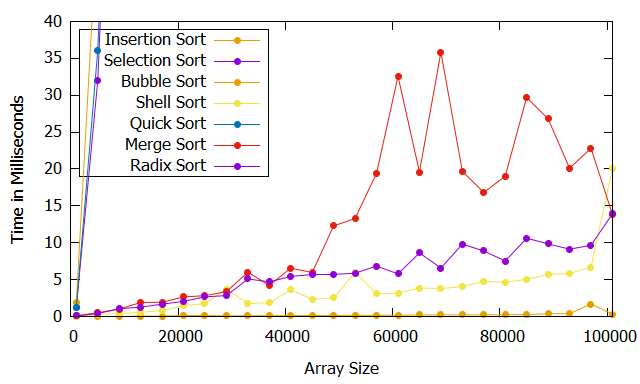 40
35
30
25
20
15
10
5
0
Time in Milliseconds
Insertion Sort
Selection Sort
Bubble Sort
Shell Sort
Quick Sort
Merge Sort
Radix Sort
0 20000 40000 60000 80000 100000
Array Size